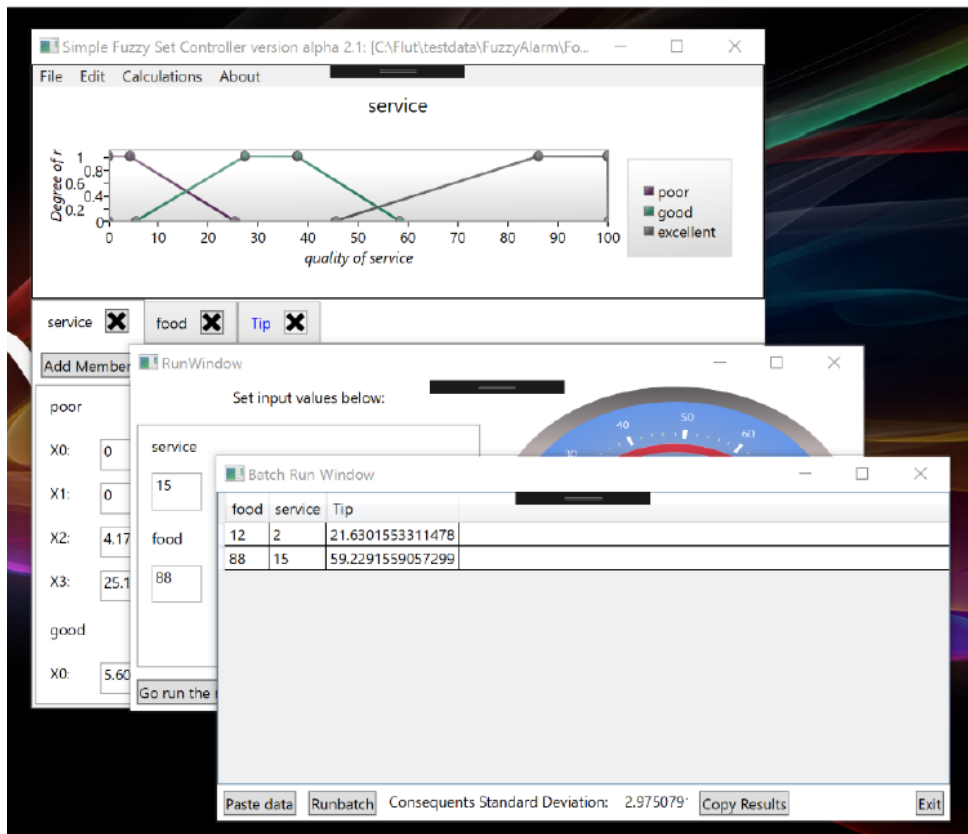 Simple Fuzzy Set Controller version alpha 2.1: [C:\Flut\testdata\FuzzyAlarm\Fo...
File Edit Calculations About
service
Degree of r
1
0.8
0.6
0.4
0.2
0
0 10 20 30 40 50 60 70 80 90 100
quality of service
poor
good
excellent
service food Tip
Add Member
poor
X0: 0
X1: 0
X2: 4.17
X3: 25.1
good
X0: 5.60
RunWindow
Set input values below:
service
15
food
88
Go run the
40 50 60
Batch Run Window
food service Tip
12 2 21.6301553311478
88 15 59.2291559057299
Paste data Runbatch Consequents Standard Deviation: 2.975079 Copy Results Exit